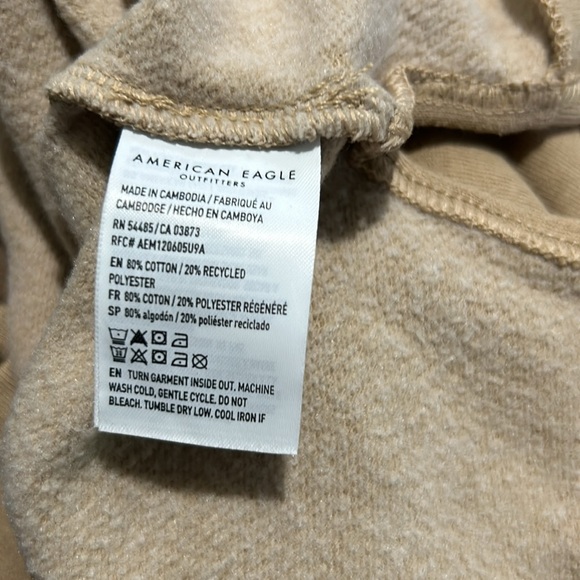 AMERICAN EAGLE
OUTFITTERS
MADE IN CAMBODIA / FABRIQUÉ AU
CAMBODGE / HECHO EN CAMBOYA
RN 54485 / CA 03873
RFC# AEM120605U9A
EN 80% COTTON / 20% RECYCLED
POLYESTER
FR 80% COTON / 20% POLYESTER RÉGÉNÉRÉ
SP 80% algodón / 20% poliéster reciclado
EN TURN GARMENT INSIDE OUT. MACHINE
WASH COLD, GENTLE CYCLE. DO NOT
BLEACH. TUMBLE DRY LOW. COOL IRON IF